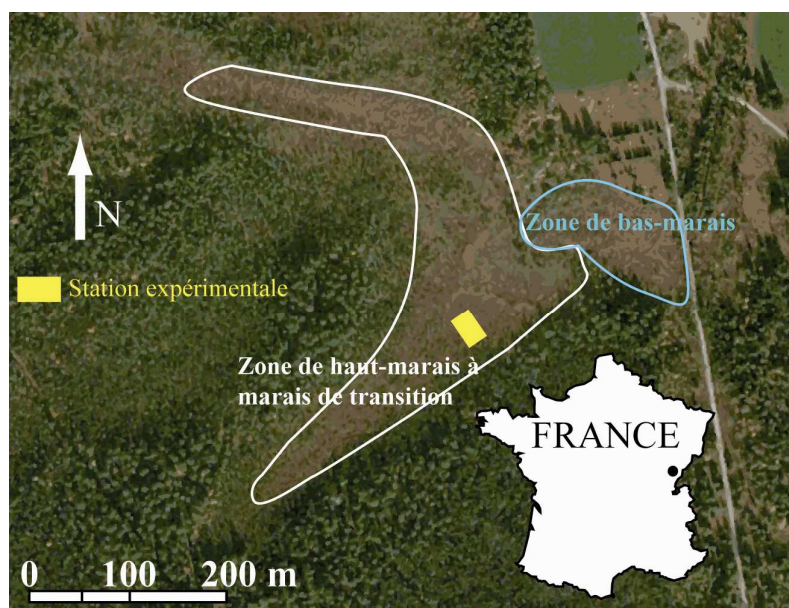 N
Zone de bas-marais
Station expérimentale
Zone de haut-marais à
marais de transition
FRANCE
0 100 200 m